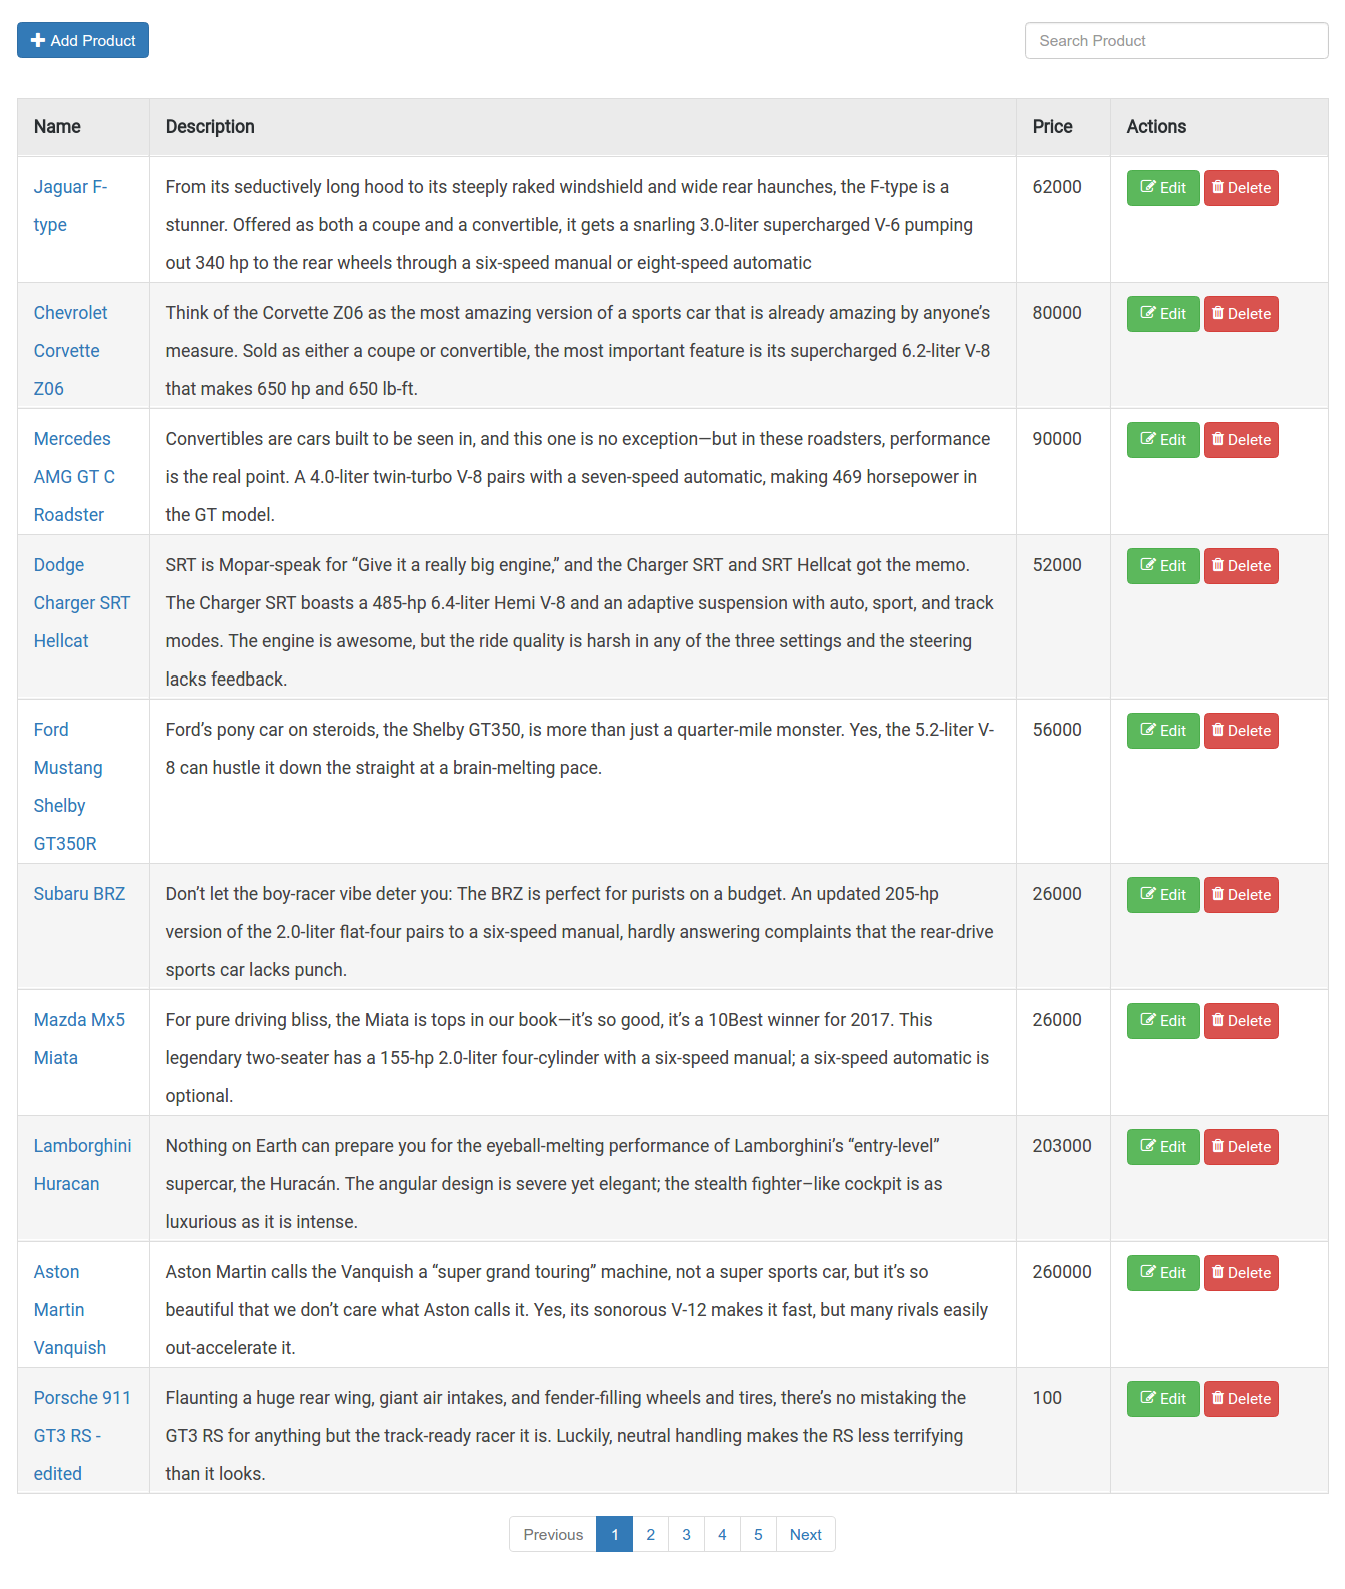 Add Product
Search Product
Name Description Price Actions
Jaguar F- From its seductively long hood to its steeply raked windshield and wide rear haunches, the F-type is a 62000 Edit Delete
type stunner. Offered as both a coupe and a convertible, it gets a snarling 3.0-liter supercharged V-6 pumping
out 340 hp to the rear wheels through a six-speed manual or eight-speed automatic
Chevrolet Think of the Corvette Z06 as the most amazing version of a sports car that is already amazing by anyone’s 80000 Edit Delete
Corvette measure. Sold as either a coupe or convertible, the most important feature is its supercharged 6.2-liter V-8
Z06 that makes 650 hp and 650 lb-ft.
Mercedes Convertibles are cars built to be seen in, and this one is no exception—but in these roadsters, performance 90000 Edit Delete
AMG GT C is the real point. A 4.0-liter twin-turbo V-8 pairs with a seven-speed automatic, making 469 horsepower in
Roadster the GT model.
Dodge SRT is Mopar-speak for “Give it a really big engine,” and the Charger SRT and SRT Hellcat got the memo. 52000 Edit Delete
Charger SRT The Charger SRT boasts a 485-hp 6.4-liter Hemi V-8 and an adaptive suspension with auto, sport, and track
Hellcat modes. The engine is awesome, but the ride quality is harsh in any of the three settings and the steering
lacks feedback.
Ford Ford’s pony car on steroids, the Shelby GT350, is more than just a quarter-mile monster. Yes, the 5.2-liter V- 56000 Edit Delete
Mustang 8 can hustle it down the straight at a brain-melting pace.
Shelby
GT350R
Subaru BRZ Don’t let the boy-racer vibe deter you: The BRZ is perfect for purists on a budget. An updated 205-hp 26000 Edit Delete
version of the 2.0-liter flat-four pairs to a six-speed manual, hardly answering complaints that the rear-drive
sports car lacks punch.
Mazda Mx5 For pure driving bliss, the Miata is tops in our book—it’s so good, it’s a 10Best winner for 2017. This 26000 Edit Delete
Miata legendary two-seater has a 155-hp 2.0-liter four-cylinder with a six-speed manual; a six-speed automatic is
optional.
Lamborghini Nothing on Earth can prepare you for the eyeball-melting performance of Lamborghini’s “entry-level” 203000 Edit Delete
Huracan supercar, the Huracán. The angular design is severe yet elegant; the stealth fighter–like cockpit is as
luxurious as it is intense.
Aston Aston Martin calls the Vanquish a “super grand touring” machine, not a super sports car, but it’s so 260000 Edit Delete
Martin beautiful that we don’t care what Aston calls it. Yes, its sonorous V-12 makes it fast, but many rivals easily
Vanquish out-accelerate it.
Porsche 911 Flaunting a huge rear wing, giant air intakes, and fender-filling wheels and tires, there’s no mistaking the 100 Edit Delete
GT3 RS - GT3 RS for anything but the track-ready racer it is. Luckily, neutral handling makes the RS less terrifying
edited than it looks.
Previous 1 2 3 4 5 Next